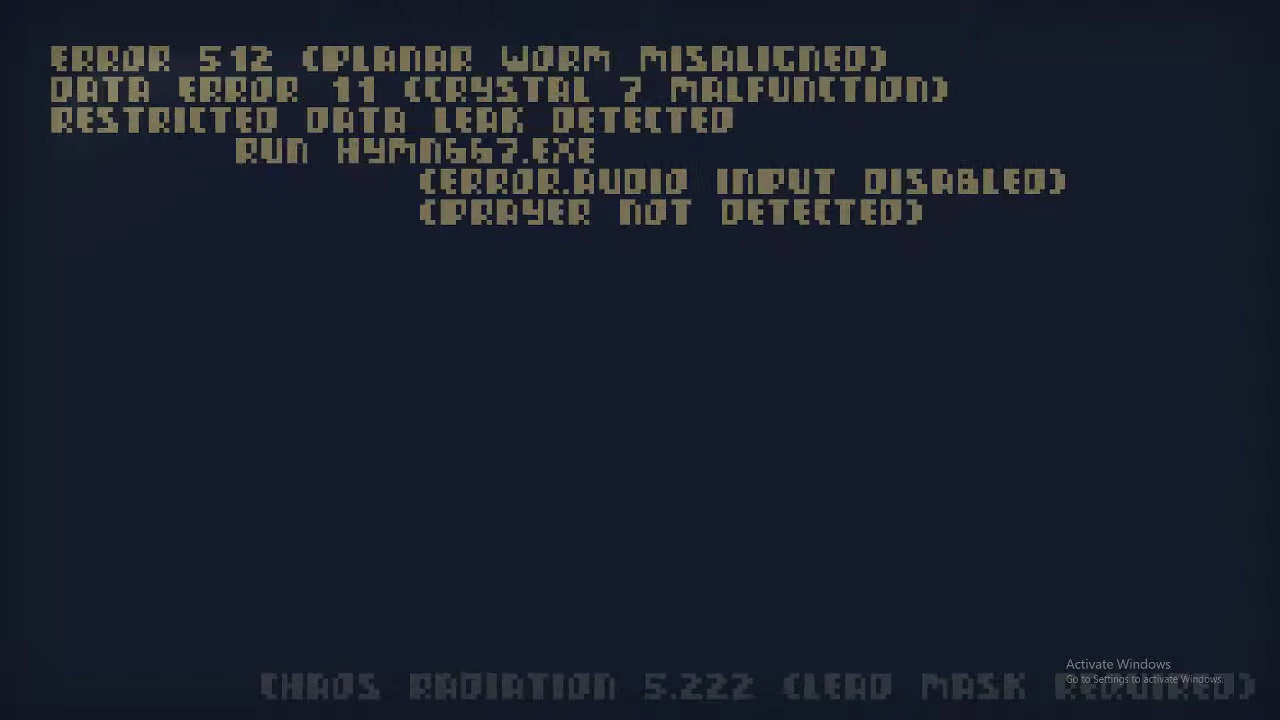 ERROR 512 (PLANAR WORM MISALIGNED)
DATA ERROR 11 (CRYSTAL 7 MALFUNCTION)
RESTRICTED DATA LEAK DETECTED
RUN HYMN667.EXE
(ERROR.AUDIO INPUT DISABLED)
(PRAYER NOT DETECTED)
Activate Windows
Go to Settings to activate Windows.
CHAOS RADIATION 5.222 (LEAD MASK REQUIRED)